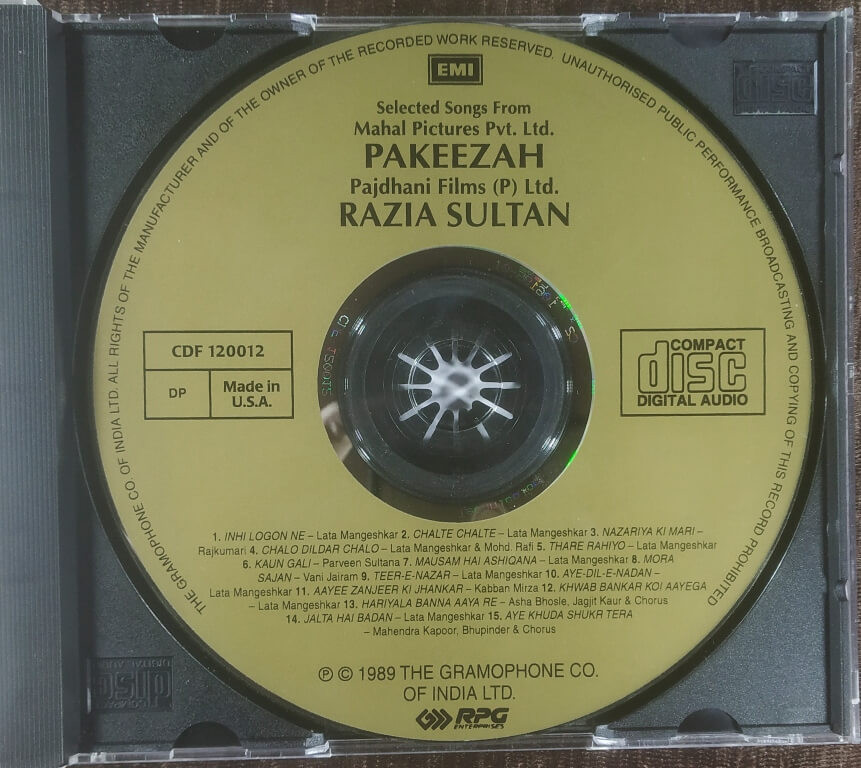 EMI
Selected Songs From
Mahal Pictures Pvt. Ltd.
PAKEEZAH
Pajdhani Films (P) Ltd.
RAZIA SULTAN
THE GRAMOPHONE CO. OF INDIA LTD. ALL RIGHTS OF THE MANUFACTURER AND OF THE OWNER OF THE RECORDED WORK RESERVED. UNAUTHORISED PUBLIC PERFORMANCE BROADCASTING AND COPYING OF THIS RECORD PROHIBITED
CDF 120012
DP
Made in
U.S.A.
COMPACT
disc
DIGITAL AUDIO
1. INHI LOGON NE – Lata Mangeshkar 2. CHALTE CHALTE – Lata Mangeshkar 3. NAZARIYA KI MARI –
Rajkumari 4. CHALO DILDAR CHALO – Lata Mangeshkar & Mohd. Rafi 5. THARE RAHIYO – Lata Mangeshkar
6. KAUN GALI – Parveen Sultana 7. MAUSAM HAI ASHIQANA – Lata Mangeshkar 8. MORA
SAJAN – Vani Jairam 9. TEER-E-NAZAR – Lata Mangeshkar 10. AYE-DIL-E-NADAN –
Lata Mangeshkar 11. AAYEE ZANJEER KI JHANKAR – Kabban Mirza 12. KHWAB BANKAR KOI AAYEGA
– Lata Mangeshkar 13. HARIYALA BANNA AAYA RE – Asha Bhosle, Jagjit Kaur & Chorus
14. JALTA HAI BADAN – Lata Mangeshkar 15. AYE KHUDA SHUKR TERA
– Mahendra Kapoor, Bhupinder & Chorus
℗ © 1989 THE GRAMOPHONE CO.
OF INDIA LTD.
RPG
ENTERPRISES
COMPACT
disc
COMPACT
disc
DIGITAL AUDIO